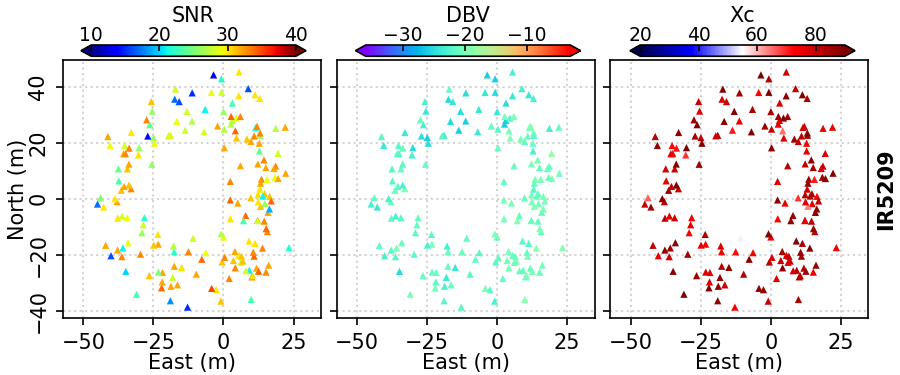 SNR DBV Xc
10 20 30 40 −30 −20 −10 20 40 60 80
40
20
0
−20
−40
North (m)
−50 −25 0 25 −50 −25 0 25 −50 −25 0 25
East (m) East (m) East (m)
IR5209